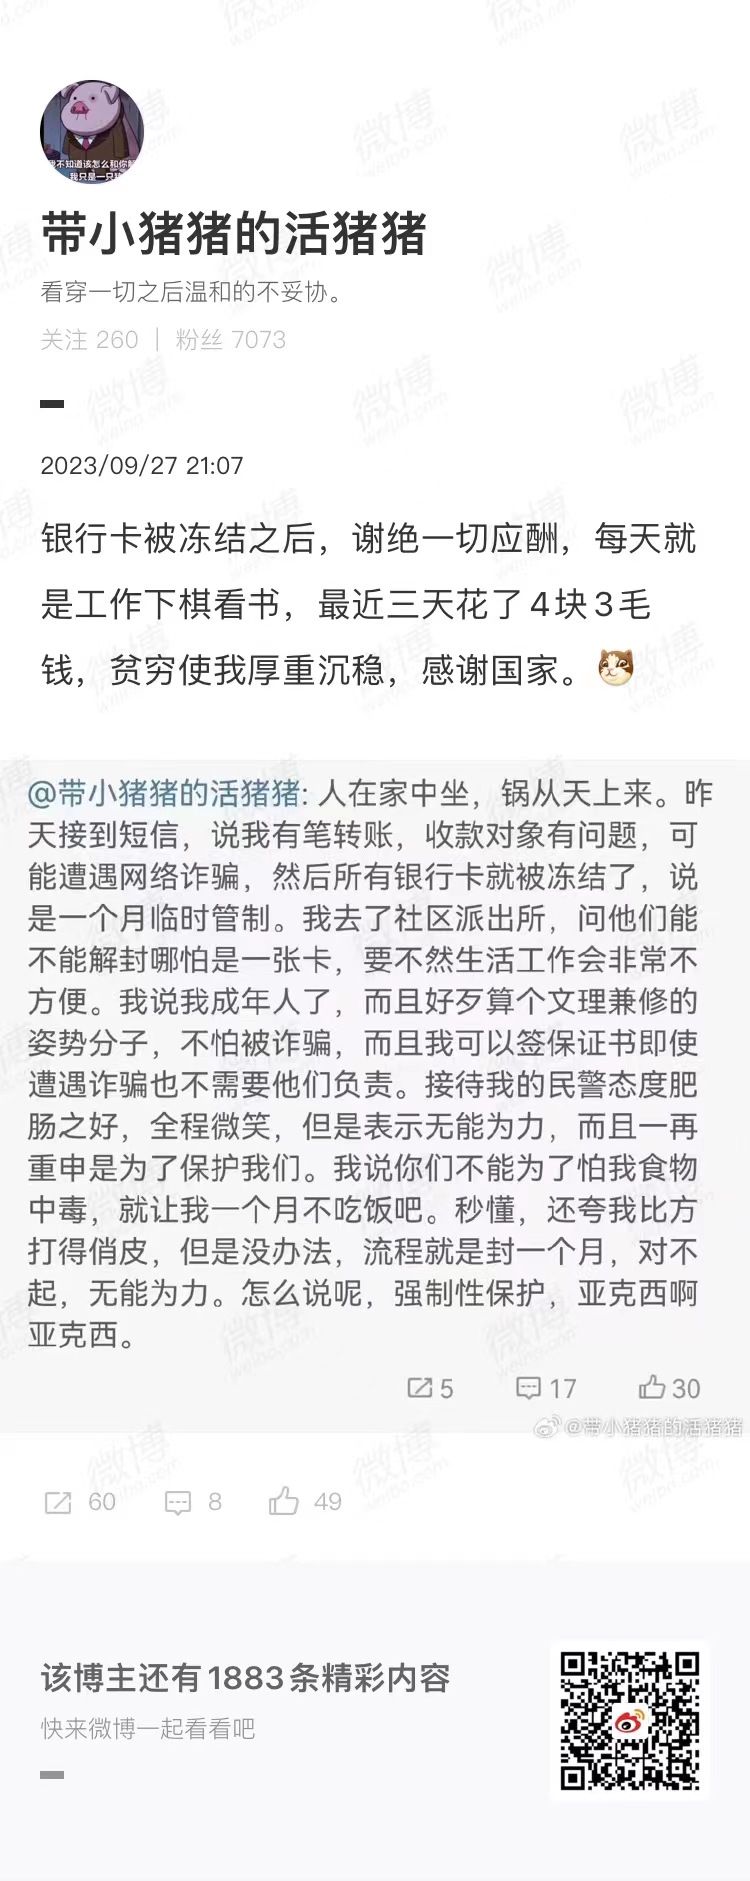 我不知道该怎么和你解
我只是一只猪
带小猪猪的活猪猪
看穿一切之后温和的不妥协。
关注 260 | 粉丝 7073
2023/09/27 21:07
银行卡被冻结之后，谢绝一切应酬，每天就
是工作下棋看书，最近三天花了4块3毛
钱，贫穷使我厚重沉稳，感谢国家。
@带小猪猪的活猪猪: 人在家中坐，锅从天上来。昨
天接到短信，说我有笔转账，收款对象有问题，可
能遭遇网络诈骗，然后所有银行卡就被冻结了，说
是一个月临时管制。我去了社区派出所，问他们能
不能解封哪怕是一张卡，要不然生活工作会非常不
方便。我说我成年人了，而且好歹算个文理兼修的
姿势分子，不怕被诈骗，而且我可以签保证书即使
遭遇诈骗也不需要他们负责。接待我的民警态度肥
肠之好，全程微笑，但是表示无能为力，而且一再
重申是为了保护我们。我说你们不能为了怕我食物
中毒，就让我一个月不吃饭吧。秒懂，还夸我比方
打得俏皮，但是没办法，流程就是封一个月，对不
起，无能为力。怎么说呢，强制性保护，亚克西啊
亚克西。
5 17 30
@带小猪猪的活猪猪
60 8 49
该博主还有1883条精彩内容
快来微博一起看看吧
微博
weibo.com